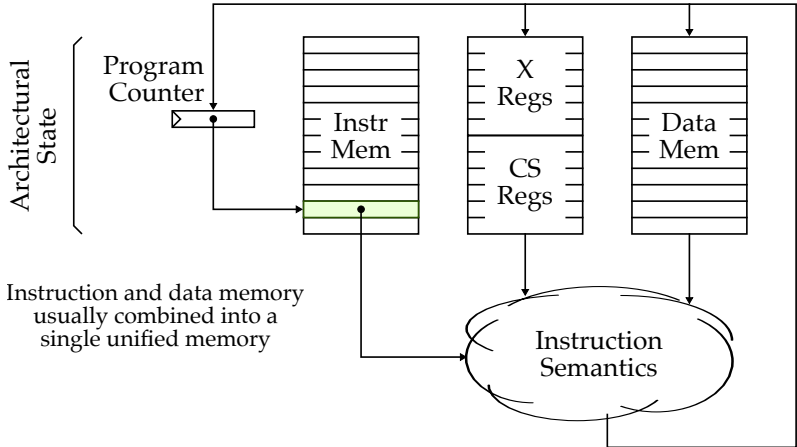 Architectural
State
Program
Counter
Instr
Mem
X
Regs
CS
Regs
Data
Mem
Instruction and data memory
usually combined into a
single unified memory
Instruction
Semantics